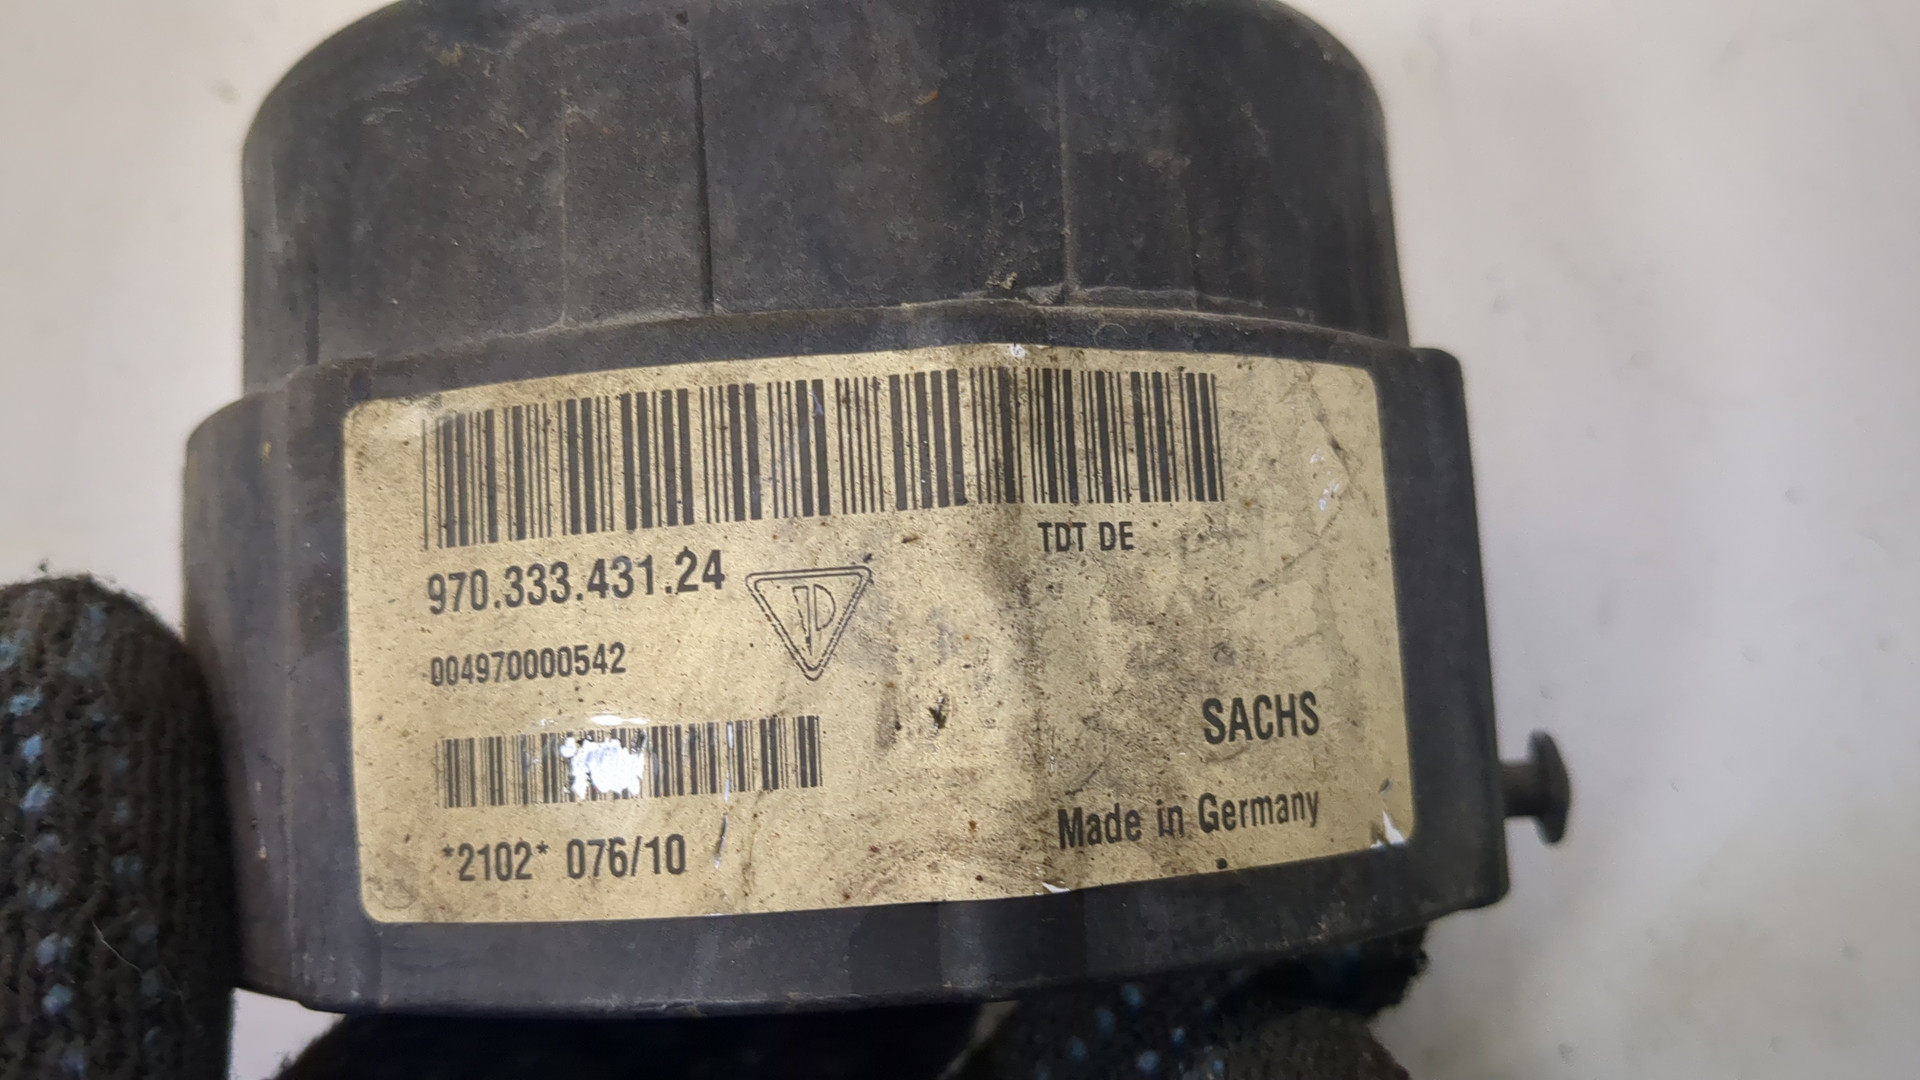 TDT DE
970.333.431.24
004970000542
SACHS
Made in Germany
*2102* 076/10